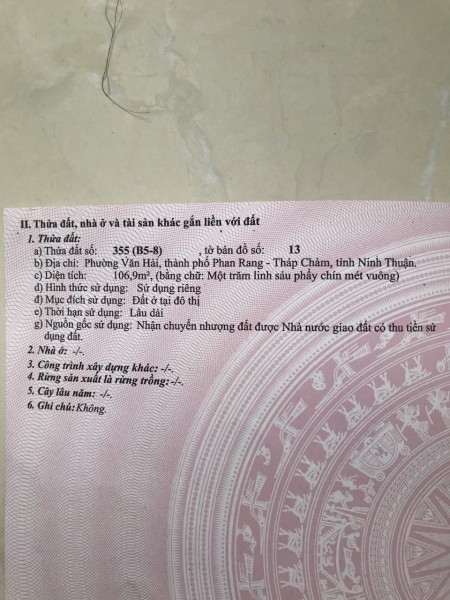 II. Thửa đất, nhà ở và tài sản khác gắn liền với đất
1. Thửa đất:
a) Thửa đất số: 355 (B5-8) , tờ bản đồ số: 13
b) Địa chỉ: Phường Văn Hải, thành phố Phan Rang - Tháp Chàm, tỉnh Ninh Thuận.
c) Diện tích: 106,9m², (bằng chữ: Một trăm linh sáu phẩy chín mét vuông)
d) Hình thức sử dụng: Sử dụng riêng
đ) Mục đích sử dụng: Đất ở tại đô thị
e) Thời hạn sử dụng: Lâu dài
g) Nguồn gốc sử dụng: Nhận chuyển nhượng đất được Nhà nước giao đất có thu tiền sử
dụng đất.
2. Nhà ở: -/-.
3. Công trình xây dựng khác: -/-.
4. Rừng sản xuất là rừng trồng: -/-.
5. Cây lâu năm: -/-.
6. Ghi chú: Không.